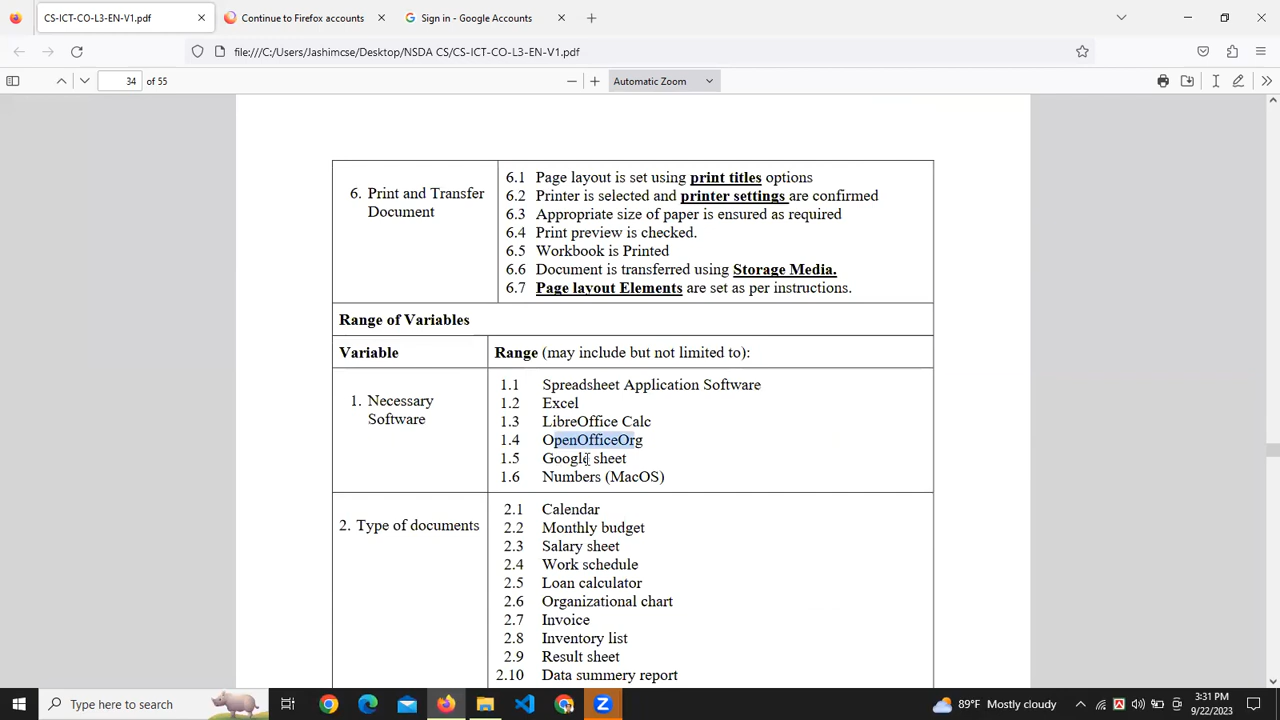 CS-ICT-CO-L3-EN-V1.pdf
Continue to Firefox accounts
Sign in - Google Accounts
file:///C:/Users/Jashimcse/Desktop/NSDA CS/CS-ICT-CO-L3-EN-V1.pdf
34 of 55
Automatic Zoom
6. Print and Transfer
Document
6.1 Page layout is set using print titles options
6.2 Printer is selected and printer settings are confirmed
6.3 Appropriate size of paper is ensured as required
6.4 Print preview is checked.
6.5 Workbook is Printed
6.6 Document is transferred using Storage Media.
6.7 Page layout Elements are set as per instructions.
Range of Variables
Variable
Range (may include but not limited to):
1. Necessary
Software
1.1 Spreadsheet Application Software
1.2 Excel
1.3 LibreOffice Calc
1.4 OpenOfficeOrg
1.5 Google sheet
1.6 Numbers (MacOS)
2. Type of documents
2.1 Calendar
2.2 Monthly budget
2.3 Salary sheet
2.4 Work schedule
2.5 Loan calculator
2.6 Organizational chart
2.7 Invoice
2.8 Inventory list
2.9 Result sheet
2.10 Data summery report
Type here to search
89°F Mostly cloudy
3:31 PM
9/22/2023